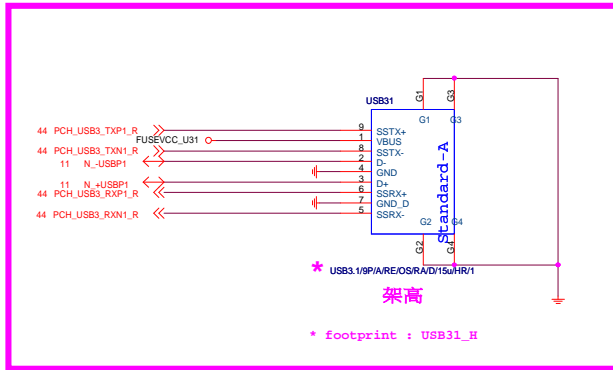 USB31
G1 G3
G1 G3
44 PCH_USB3_TXP1_R 9 SSTX+
FUSEVCC_U31 1 VBUS
44 PCH_USB3_TXN1_R 8 SSTX-
11 N_-USBP1 2 D-
4 GND
11 N_+USBP1 3 D+
44 PCH_USB3_RXP1_R 6 SSRX+
7 GND_D
44 PCH_USB3_RXN1_R 5 SSRX-
Standard-A
G2 G4
G2 G4
* USB3.1/9P/A/RE/OS/RA/D/15u/HR/1
架高
* footprint : USB31_H